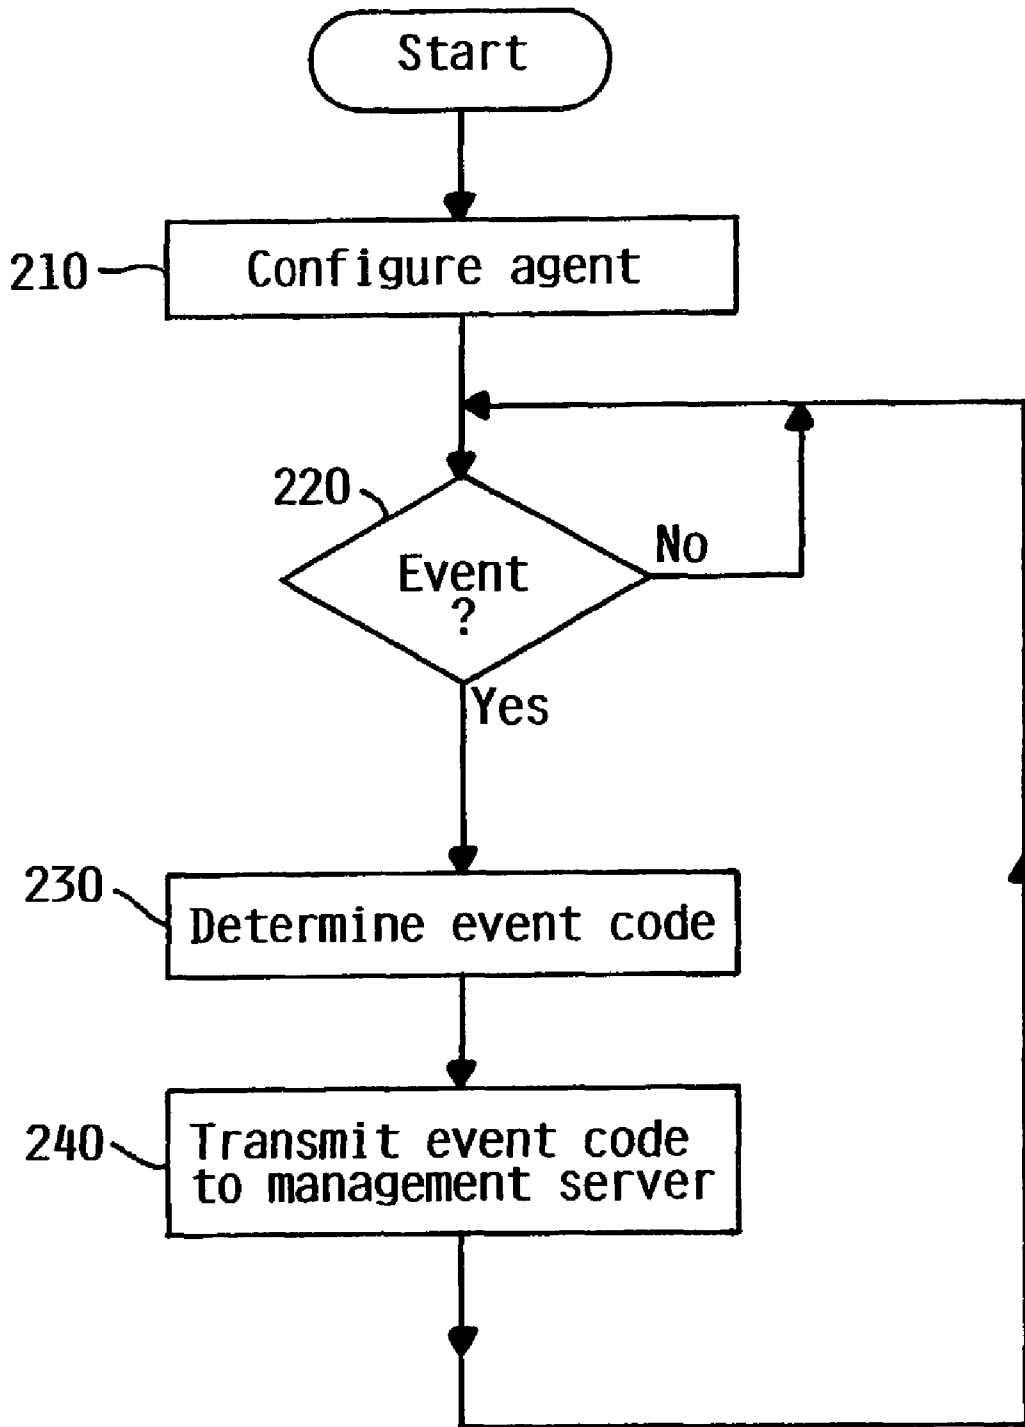 Start
210
Configure agent
220
No
Event
?
Yes
230
Determine event code
240
Transmit event code
to management server